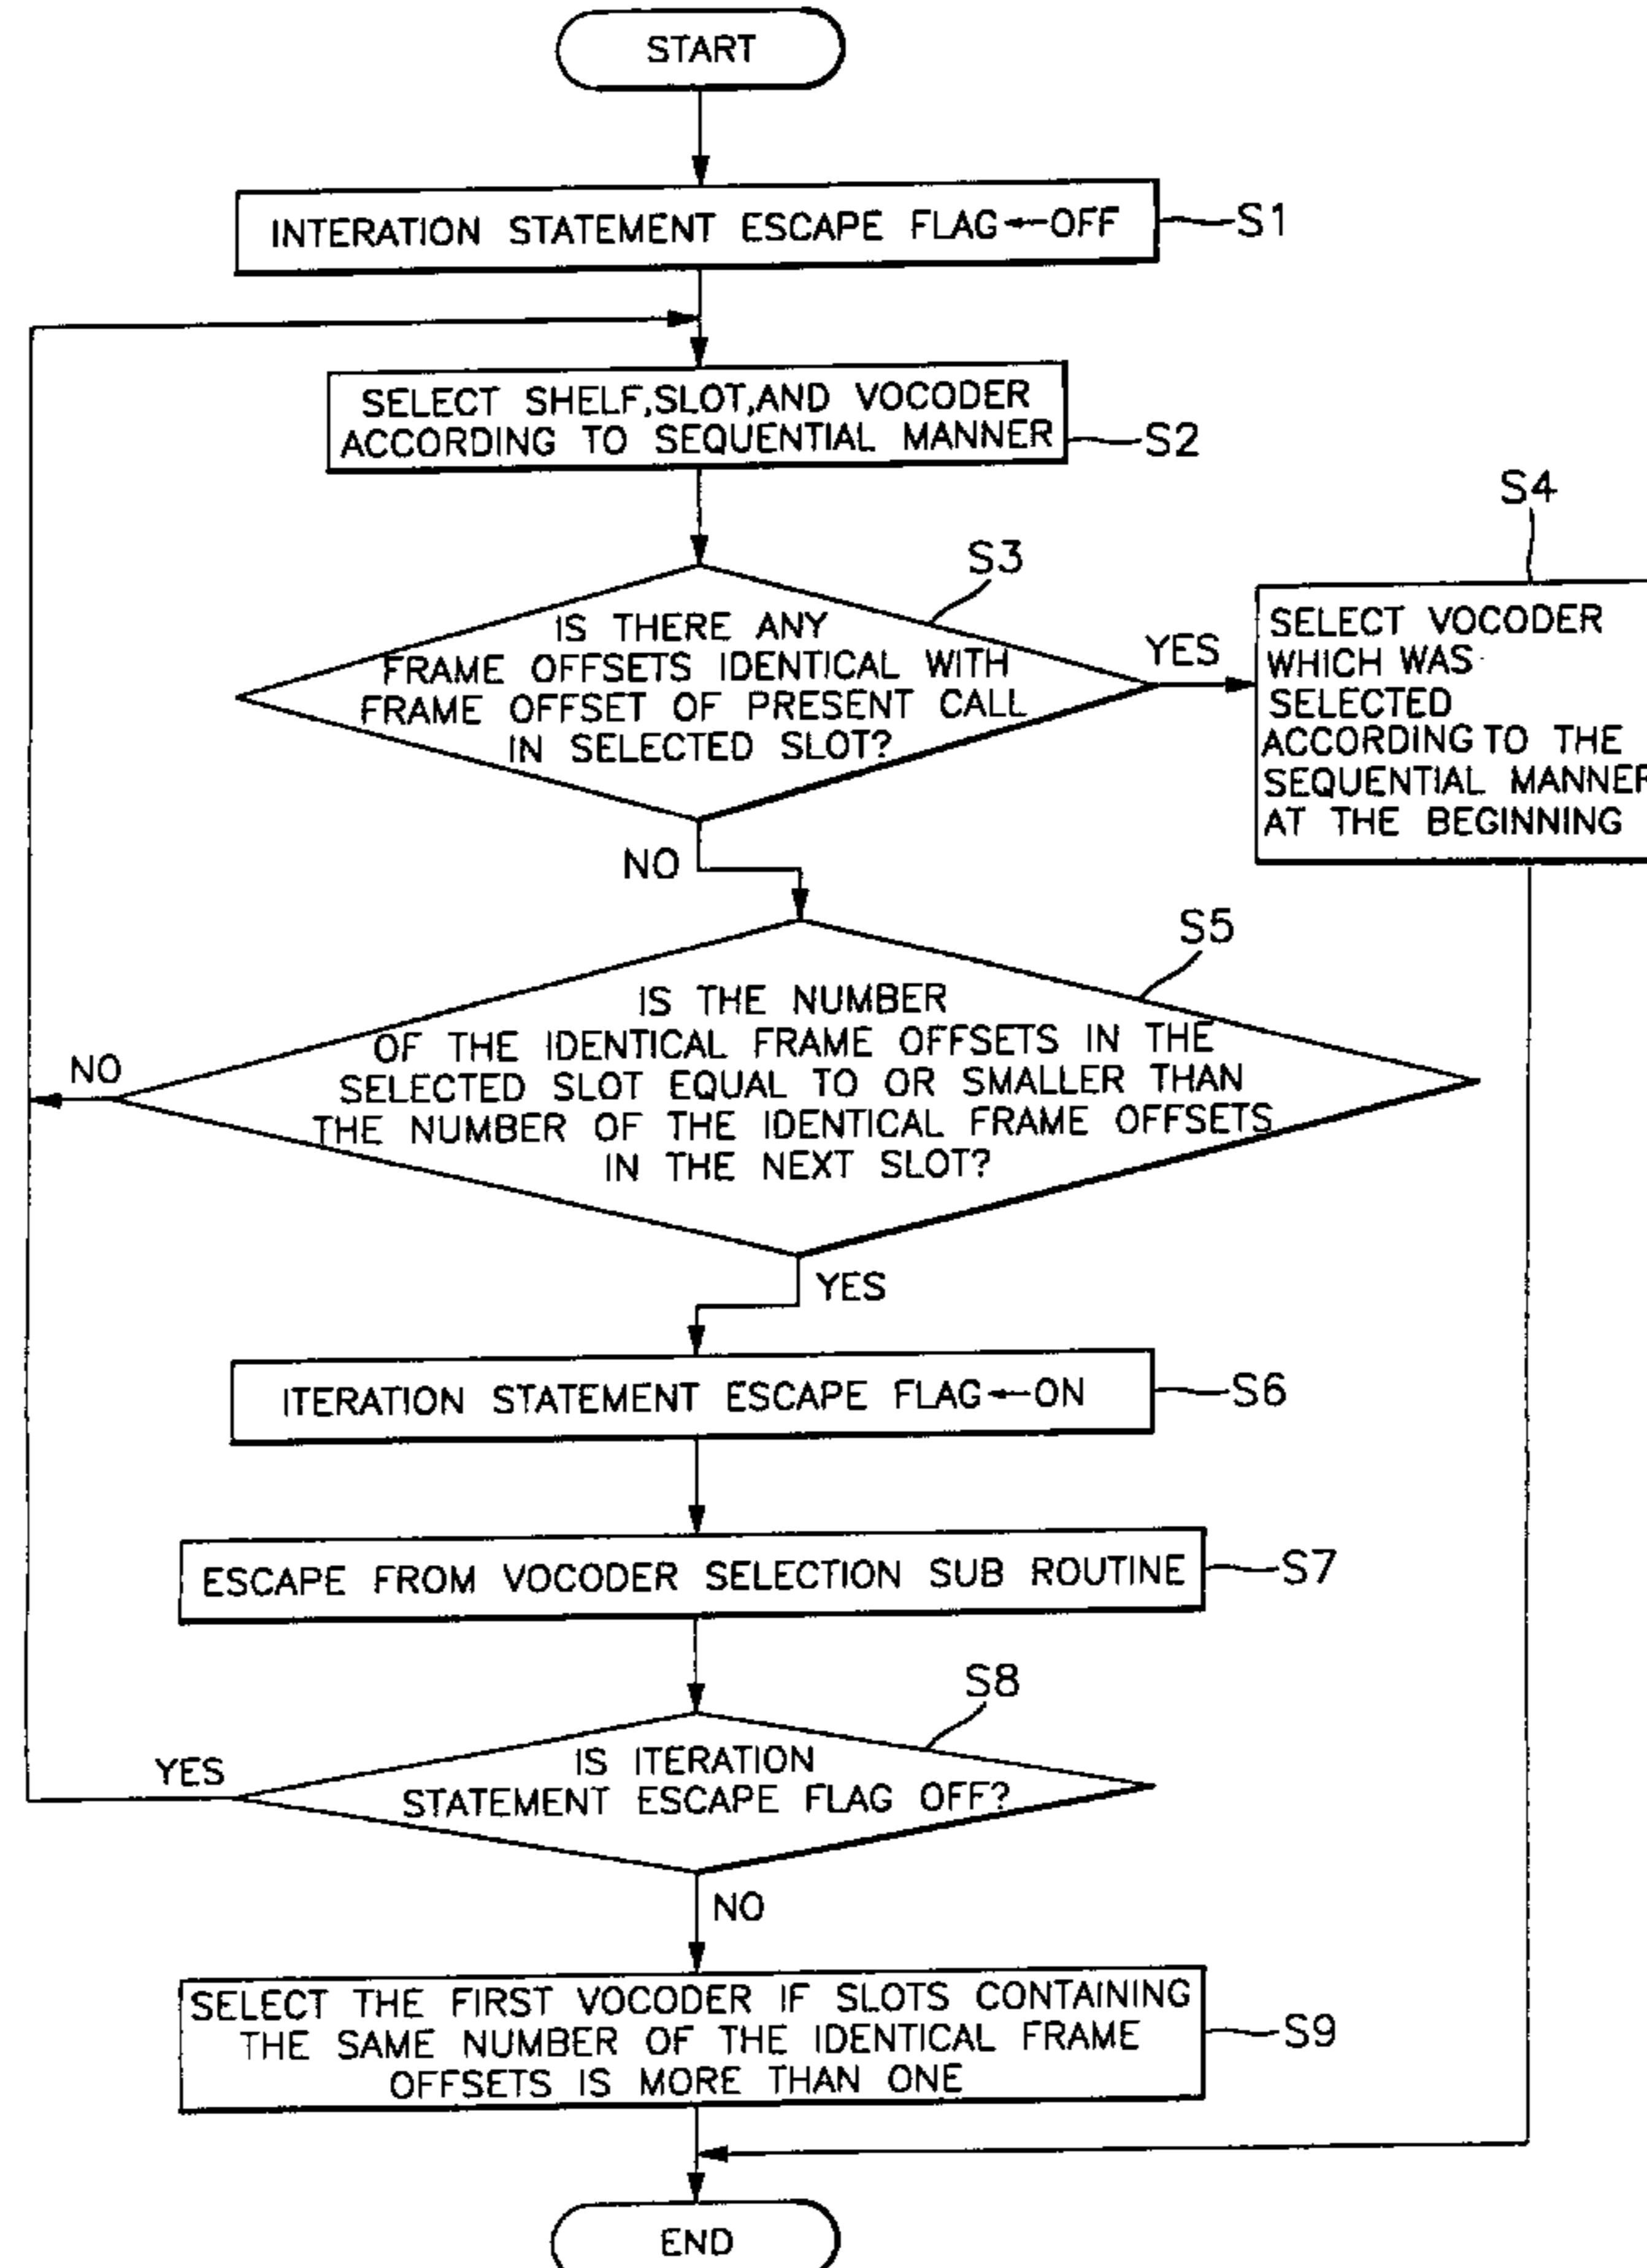 START
INTERATION STATEMENT ESCAPE FLAG←OFF
S1
SELECT SHELF,SLOT,AND VOCODER
ACCORDING TO SEQUENTIAL MANNER
S2
S3
IS THERE ANY
FRAME OFFSETS IDENTICAL WITH
FRAME OFFSET OF PRESENT CALL
IN SELECTED SLOT?
YES
S4
SELECT VOCODER
WHICH WAS
SELECTED
ACCORDING TO THE
SEQUENTIAL MANNER
AT THE BEGINNING
NO
S5
IS THE NUMBER
OF THE IDENTICAL FRAME OFFSETS IN THE
SELECTED SLOT EQUAL TO OR SMALLER THAN
THE NUMBER OF THE IDENTICAL FRAME OFFSETS
IN THE NEXT SLOT?
NO
YES
ITERATION STATEMENT ESCAPE FLAG←ON
S6
ESCAPE FROM VOCODER SELECTION SUB ROUTINE
S7
S8
IS ITERATION
STATEMENT ESCAPE FLAG OFF?
YES
NO
SELECT THE FIRST VOCODER IF SLOTS CONTAINING
THE SAME NUMBER OF THE IDENTICAL FRAME
OFFSETS IS MORE THAN ONE
S9
END